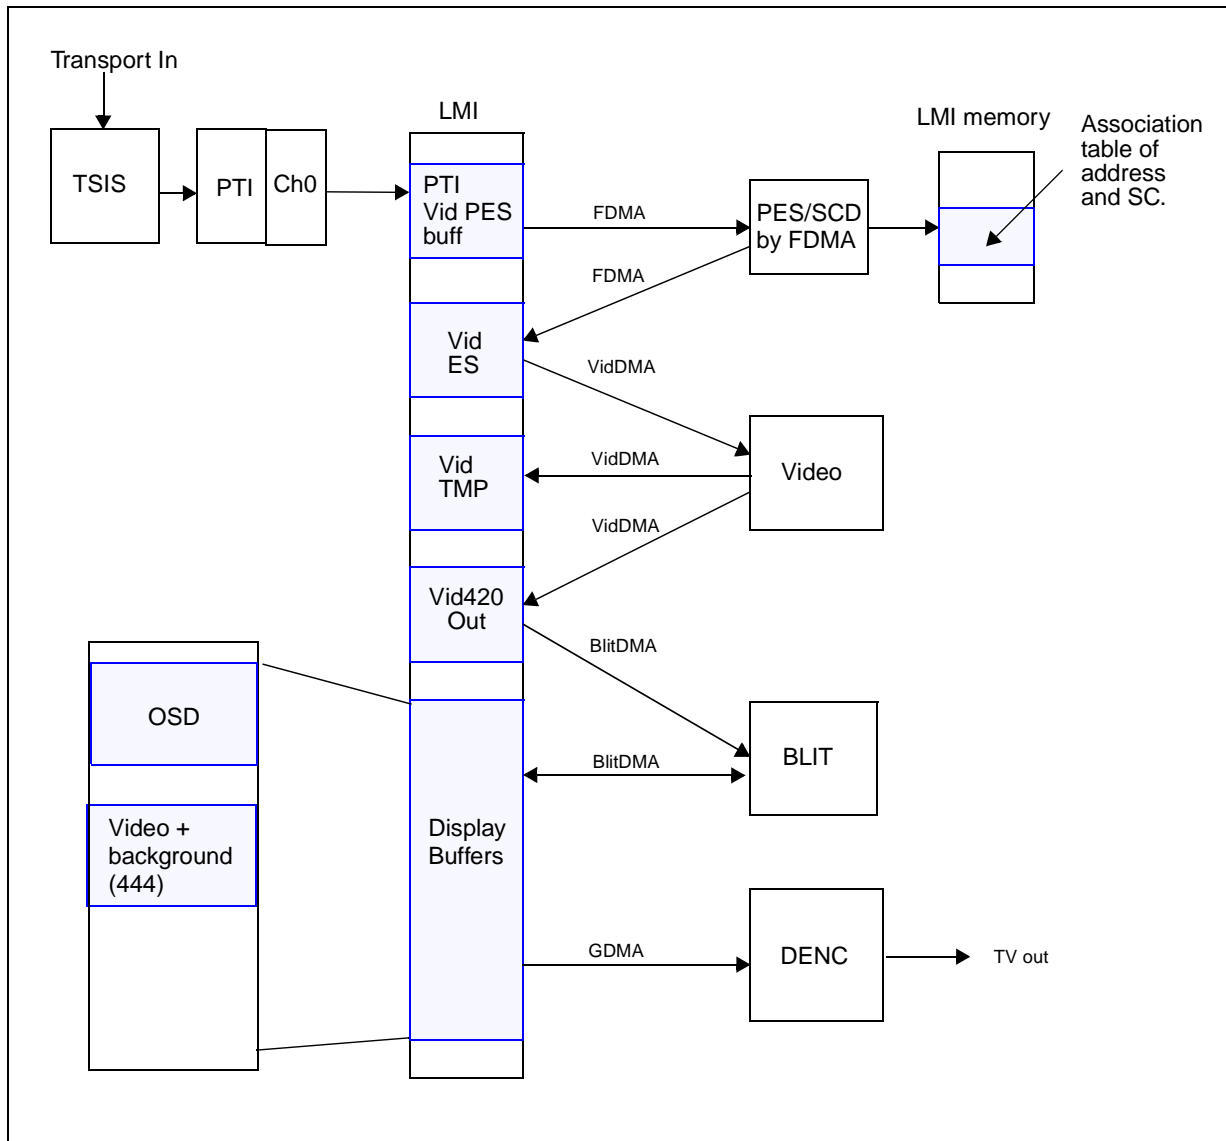 Transport In
LMI
LMI memory
Association
table of
address
and SC.
TSIS
PTI
Ch0
PTI
Vid PES
buff
FDMA
PES/SCD
by FDMA
FDMA
Vid
ES
VidDMA
Vid
TMP
VidDMA
Video
VidDMA
Vid420
Out
BlitDMA
OSD
BlitDMA
BLIT
Video +
background
(444)
Display
Buffers
GDMA
DENC
TV out